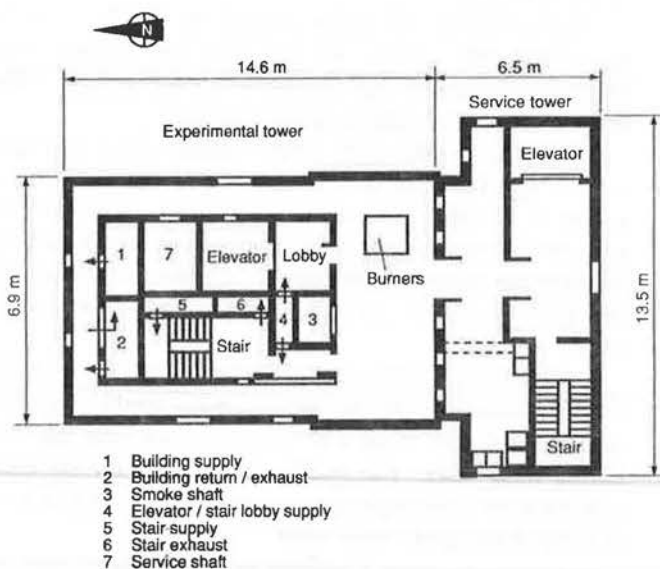 N
14.6 m
6.5 m
Service tower
Experimental tower
Elevator
1
7
Elevator
Lobby
Burners
6.9 m
13.5 m
5
6
4
3
2
Stair
Stair
1 Building supply
2 Building return / exhaust
3 Smoke shaft
4 Elevator / stair lobby supply
5 Stair supply
6 Stair exhaust
7 Service shaft